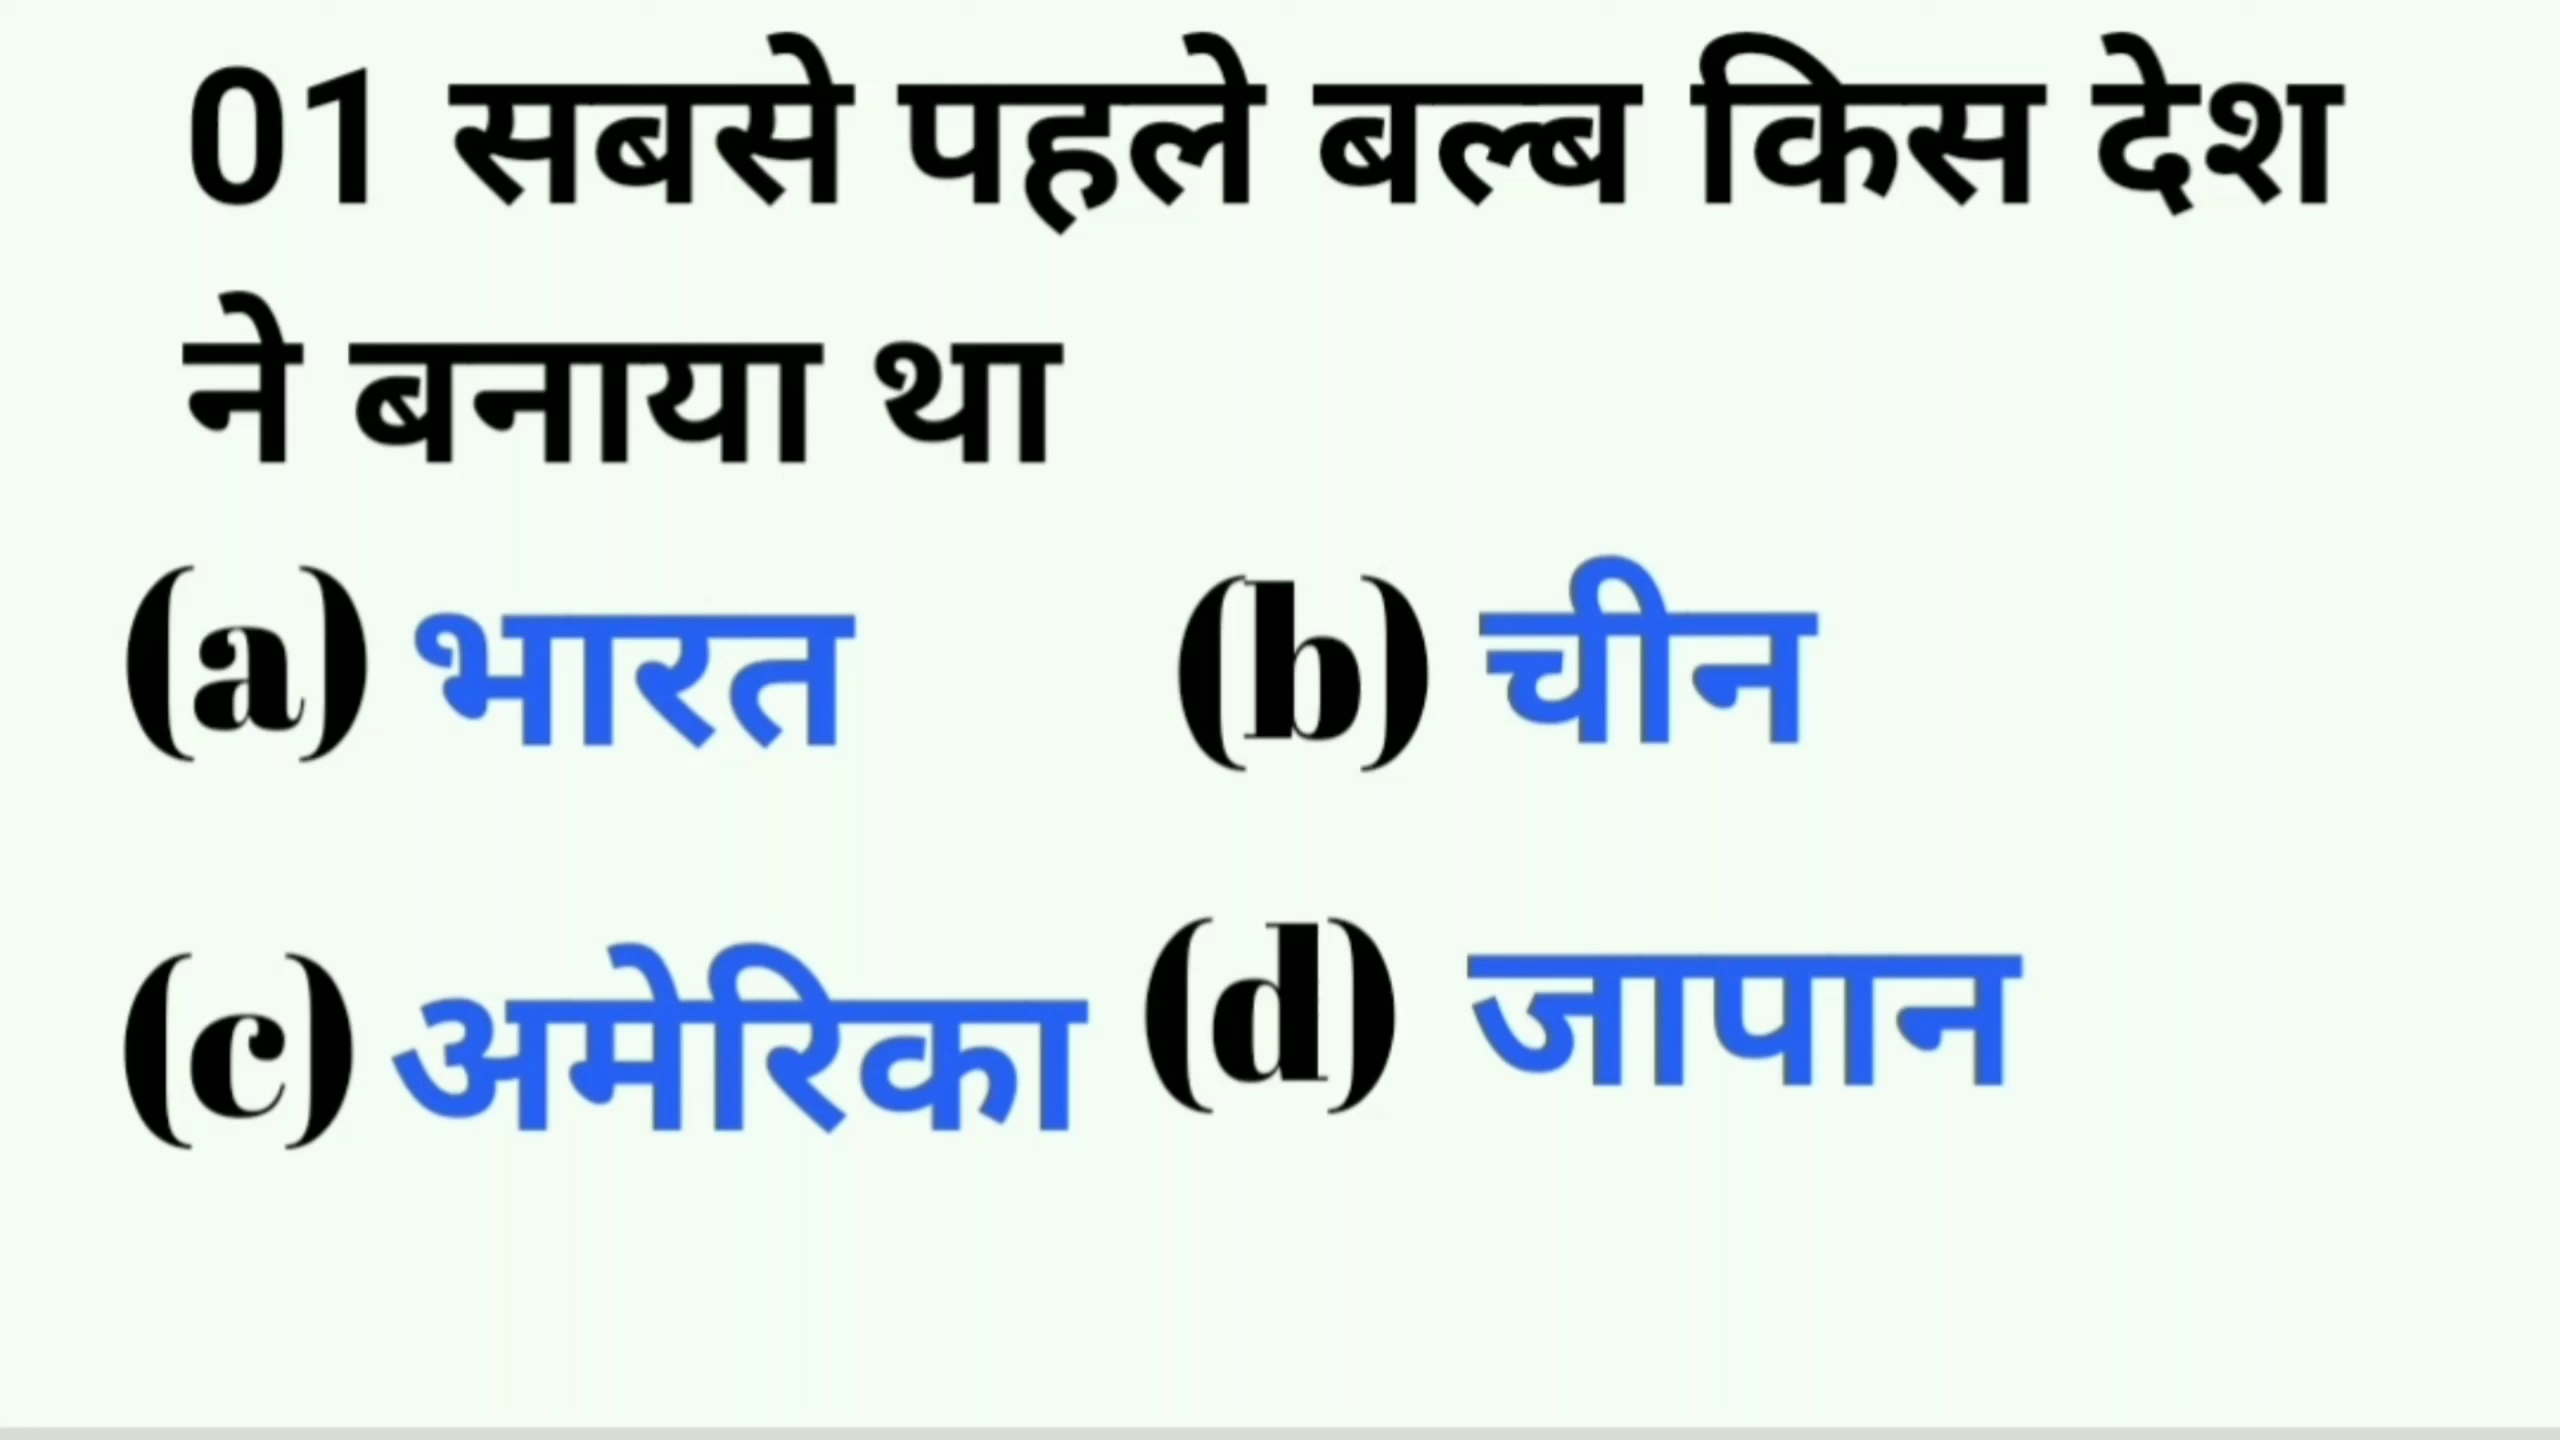 01 सबसे पहले बल्ब किस देश
ने बनाया था
(a) भारत (b) चीन
(c) अमेरिका (d) जापान